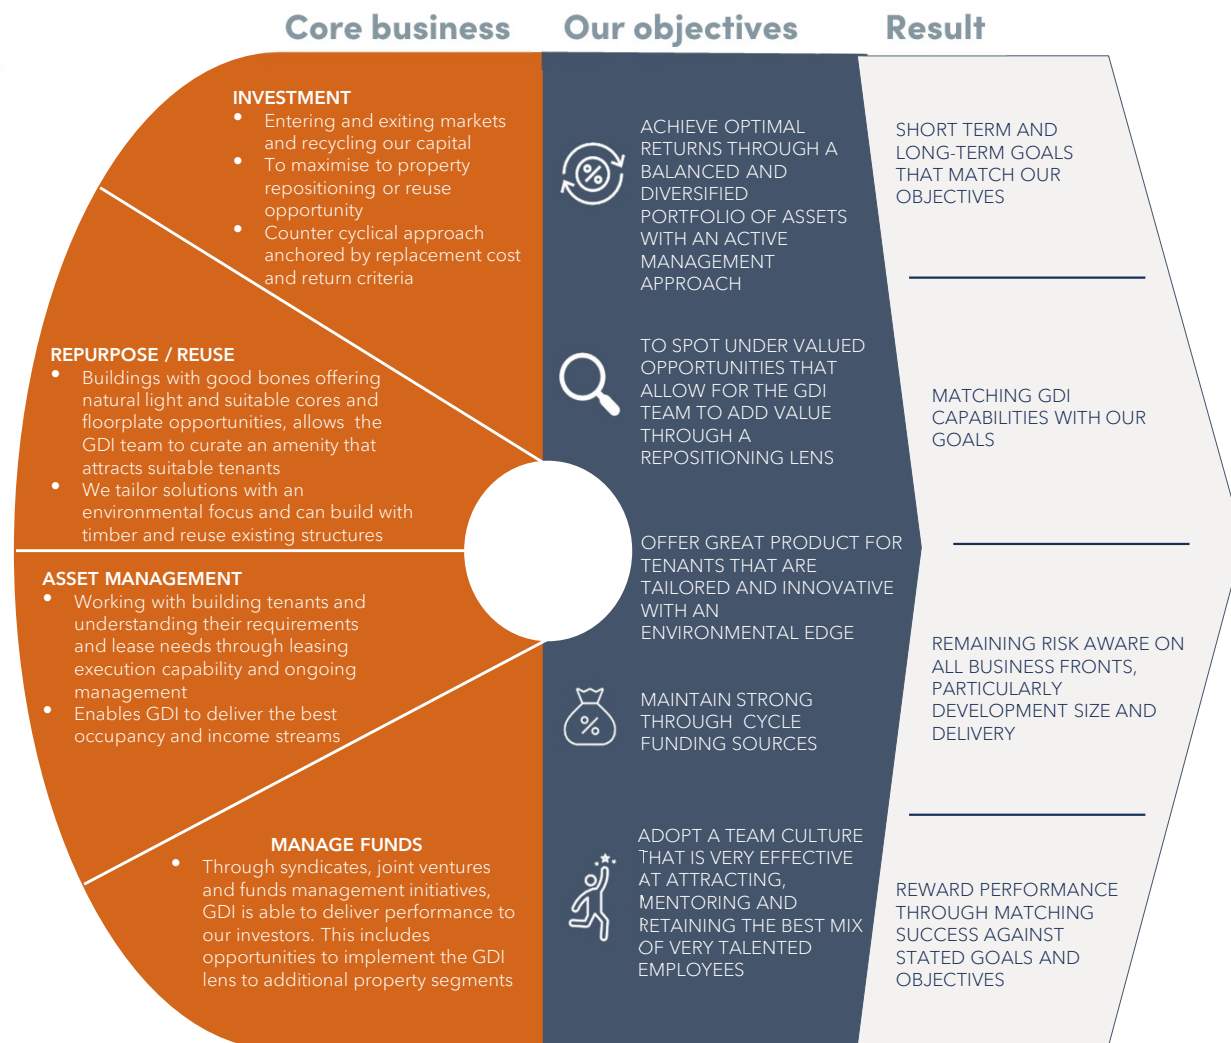 Core business
Our objectives
Result
INVESTMENT
• Entering and exiting markets
and recycling our capital
• To maximise to property
repositioning or reuse
opportunity
• Counter cyclical approach
anchored by replacement cost
and return criteria
REPURPOSE / REUSE
• Buildings with good bones offering
natural light and suitable cores and
floorplate opportunities, allows the
GDI team to curate an amenity that
attracts suitable tenants
• We tailor solutions with an
environmental focus and can build with
timber and reuse existing structures
ASSET MANAGEMENT
• Working with building tenants and
understanding their requirements
and lease needs through leasing
execution capability and ongoing
management
• Enables GDI to deliver the best
occupancy and income streams
MANAGE FUNDS
• Through syndicates, joint ventures
and funds management initiatives,
GDI is able to deliver performance to
our investors. This includes
opportunities to implement the GDI
lens to additional property segments
%
ACHIEVE OPTIMAL
RETURNS THROUGH A
BALANCED AND
DIVERSIFIED
PORTFOLIO OF ASSETS
WITH AN ACTIVE
MANAGEMENT
APPROACH
TO SPOT UNDER VALUED
OPPORTUNITIES THAT
ALLOW FOR THE GDI
TEAM TO ADD VALUE
THROUGH A
REPOSITIONING LENS
OFFER GREAT PRODUCT FOR
TENANTS THAT ARE
TAILORED AND INNOVATIVE
WITH AN
ENVIRONMENTAL EDGE
%
MAINTAIN STRONG
THROUGH CYCLE
FUNDING SOURCES
ADOPT A TEAM CULTURE
THAT IS VERY EFFECTIVE
AT ATTRACTING,
MENTORING AND
RETAINING THE BEST MIX
OF VERY TALENTED
EMPLOYEES
SHORT TERM AND
LONG-TERM GOALS
THAT MATCH OUR
OBJECTIVES
MATCHING GDI
CAPABILITIES WITH OUR
GOALS
REMAINING RISK AWARE ON
ALL BUSINESS FRONTS,
PARTICULARLY
DEVELOPMENT SIZE AND
DELIVERY
REWARD PERFORMANCE
THROUGH MATCHING
SUCCESS AGAINST
STATED GOALS AND
OBJECTIVES